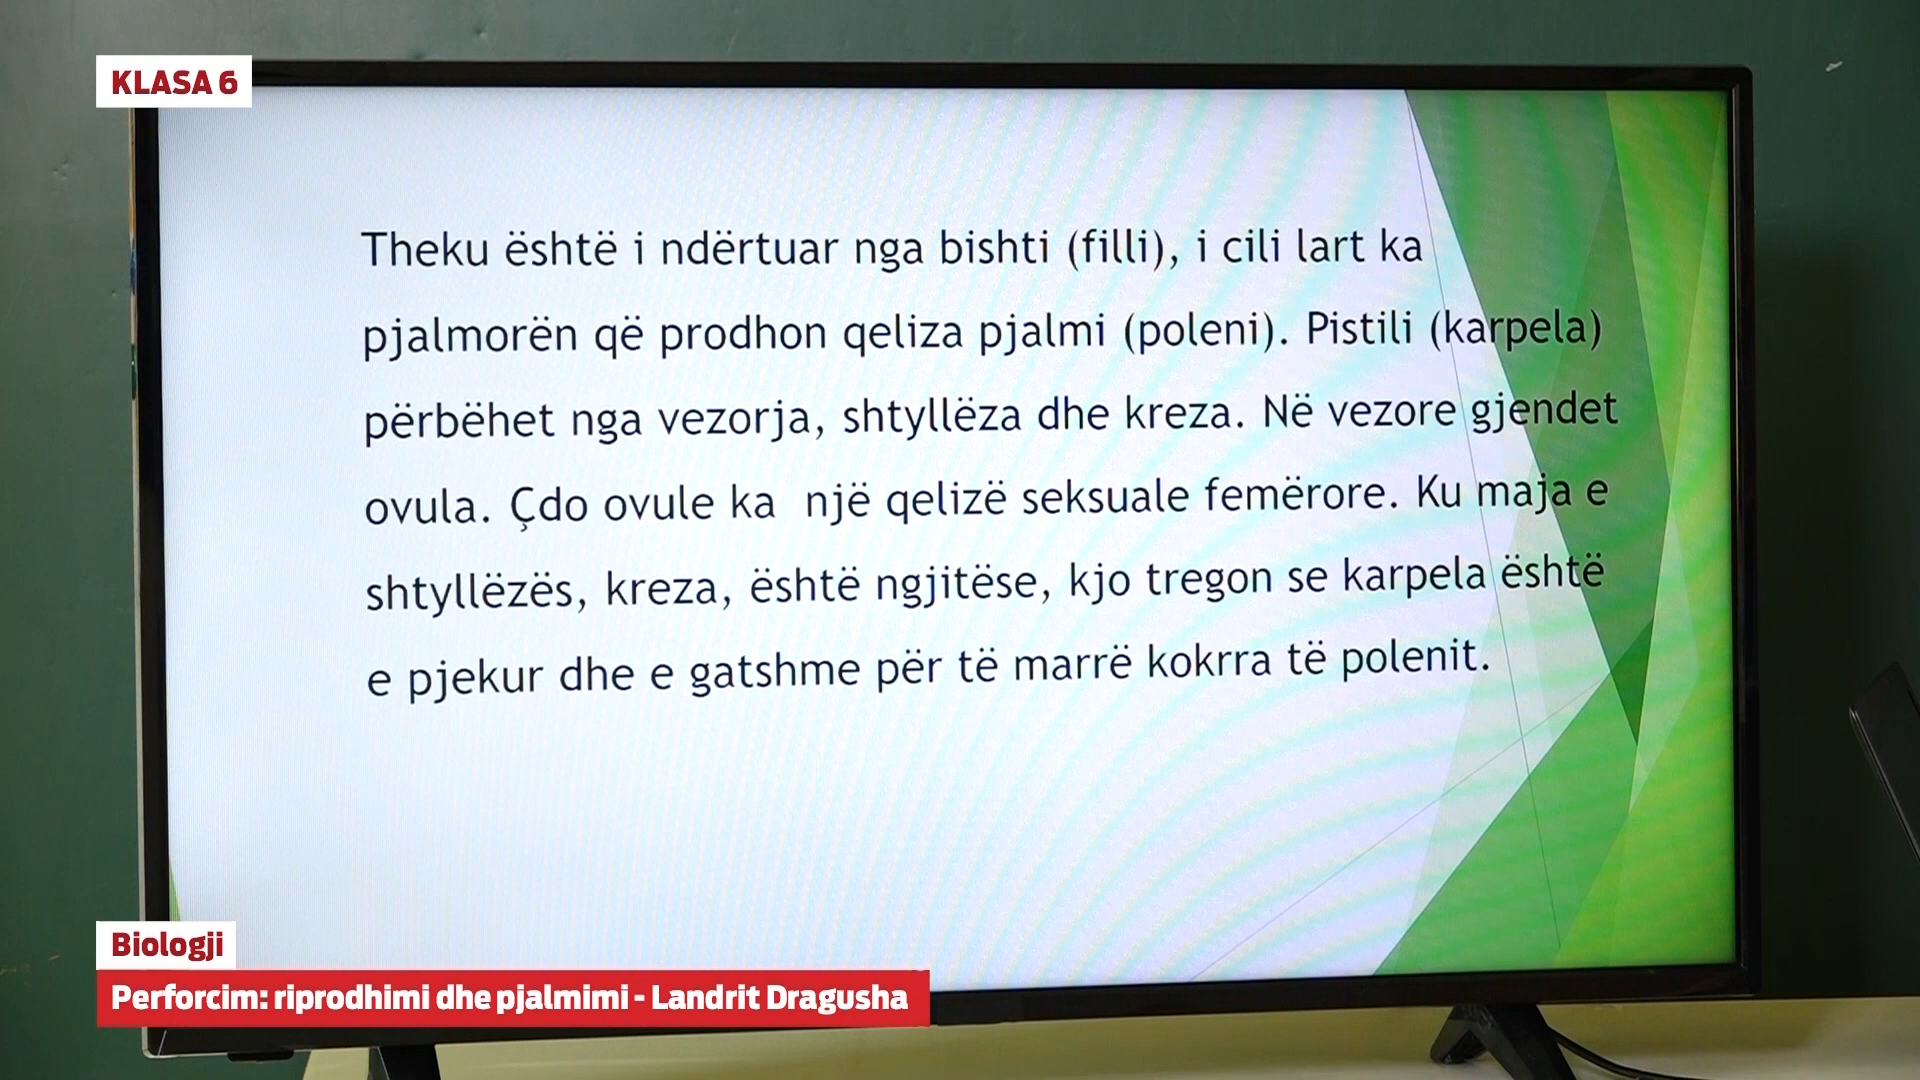 KLASA 6
Theku është i ndërtuar nga bishti (filli), i cili lart ka
pjalmorën që prodhon qeliza pjalmi (poleni). Pistili (karpela)
përbëhet nga vezorja, shtyllëza dhe kreza. Në vezore gjendet
ovula. Çdo ovule ka një qelizë seksuale femërore. Ku maja e
shtyllëzës, kreza, është ngjitëse, kjo tregon se karpela është
e pjekur dhe e gatshme për të marrë kokrra të polenit.
Biologji
Perforcim: riprodhimi dhe pjalmimi - Landrit Dragusha